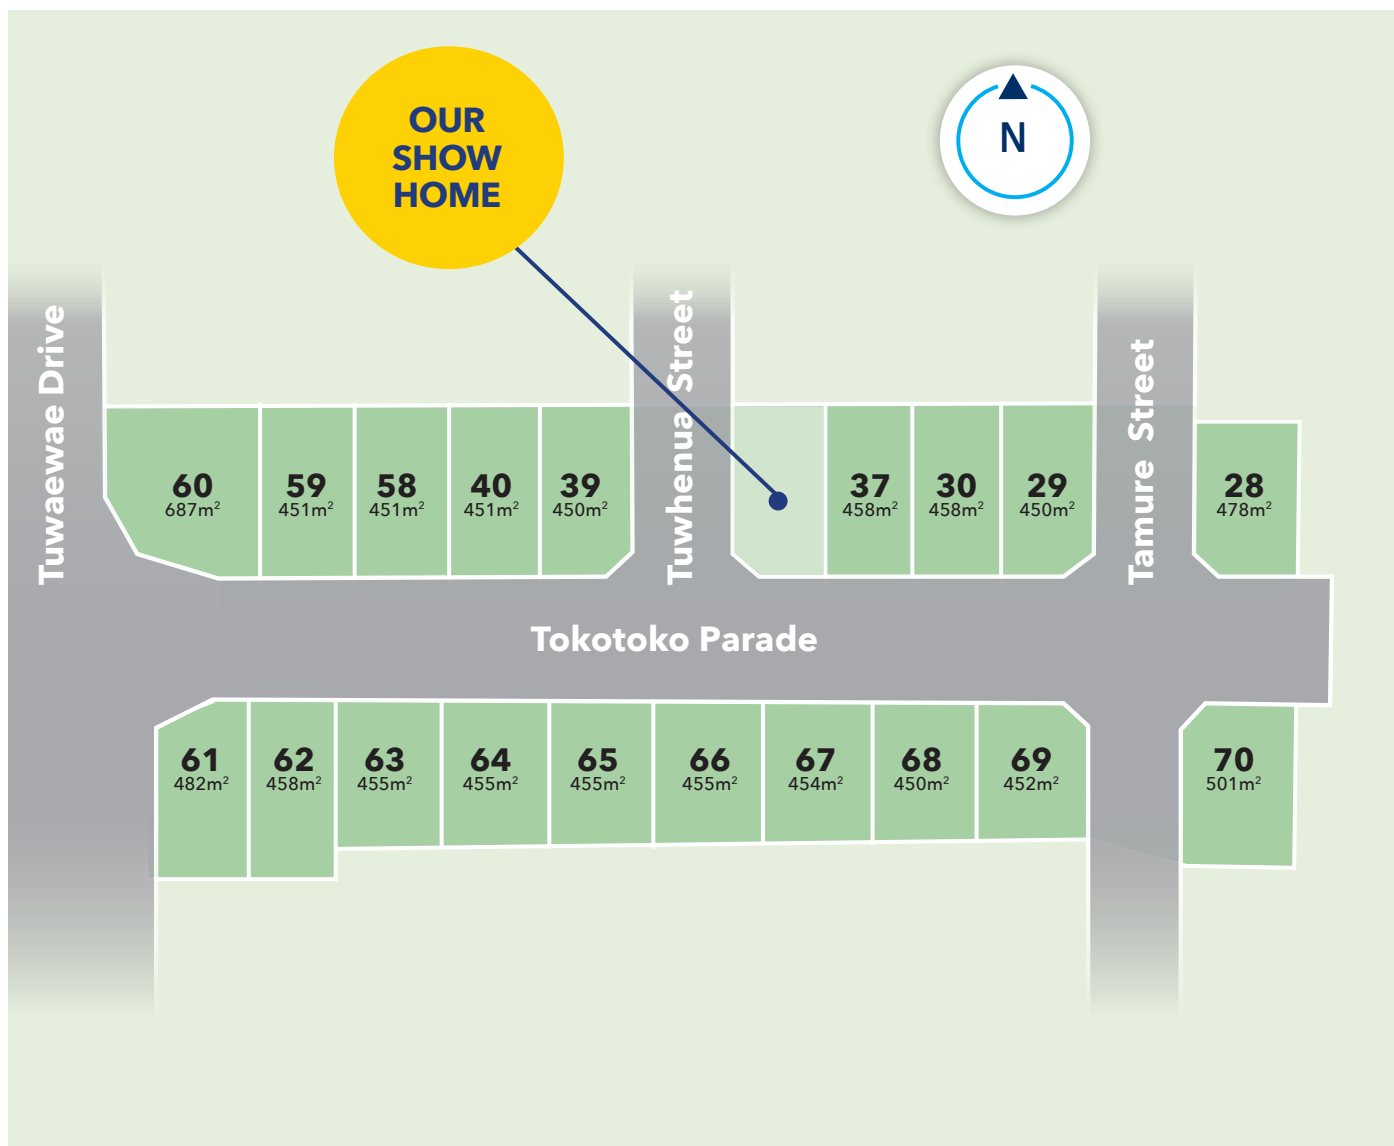 OUR
SHOW
HOME
N
Tuwaewae Drive
Tuwhenua Street
Tamure Street
60
687m²
59
451m²
58
451m²
40
451m²
39
450m²
37
458m²
30
458m²
29
450m²
28
478m²
Tokotoko Parade
61
482m²
62
458m²
63
455m²
64
455m²
65
455m²
66
455m²
67
454m²
68
450m²
69
452m²
70
501m²